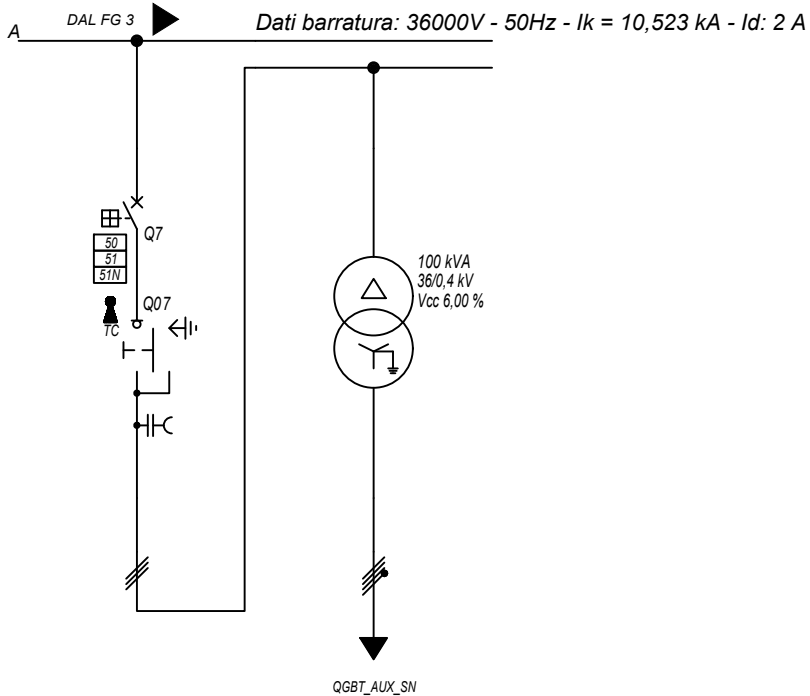 DAL FG 3
Dati barratura: 36000V - 50Hz - Ik = 10,523 kA - Id: 2 A
A
Q7
50
51
51N
Q07
TC
100 kVA
36/0,4 kV
Vcc 6,00 %
QGBT_AUX_SN